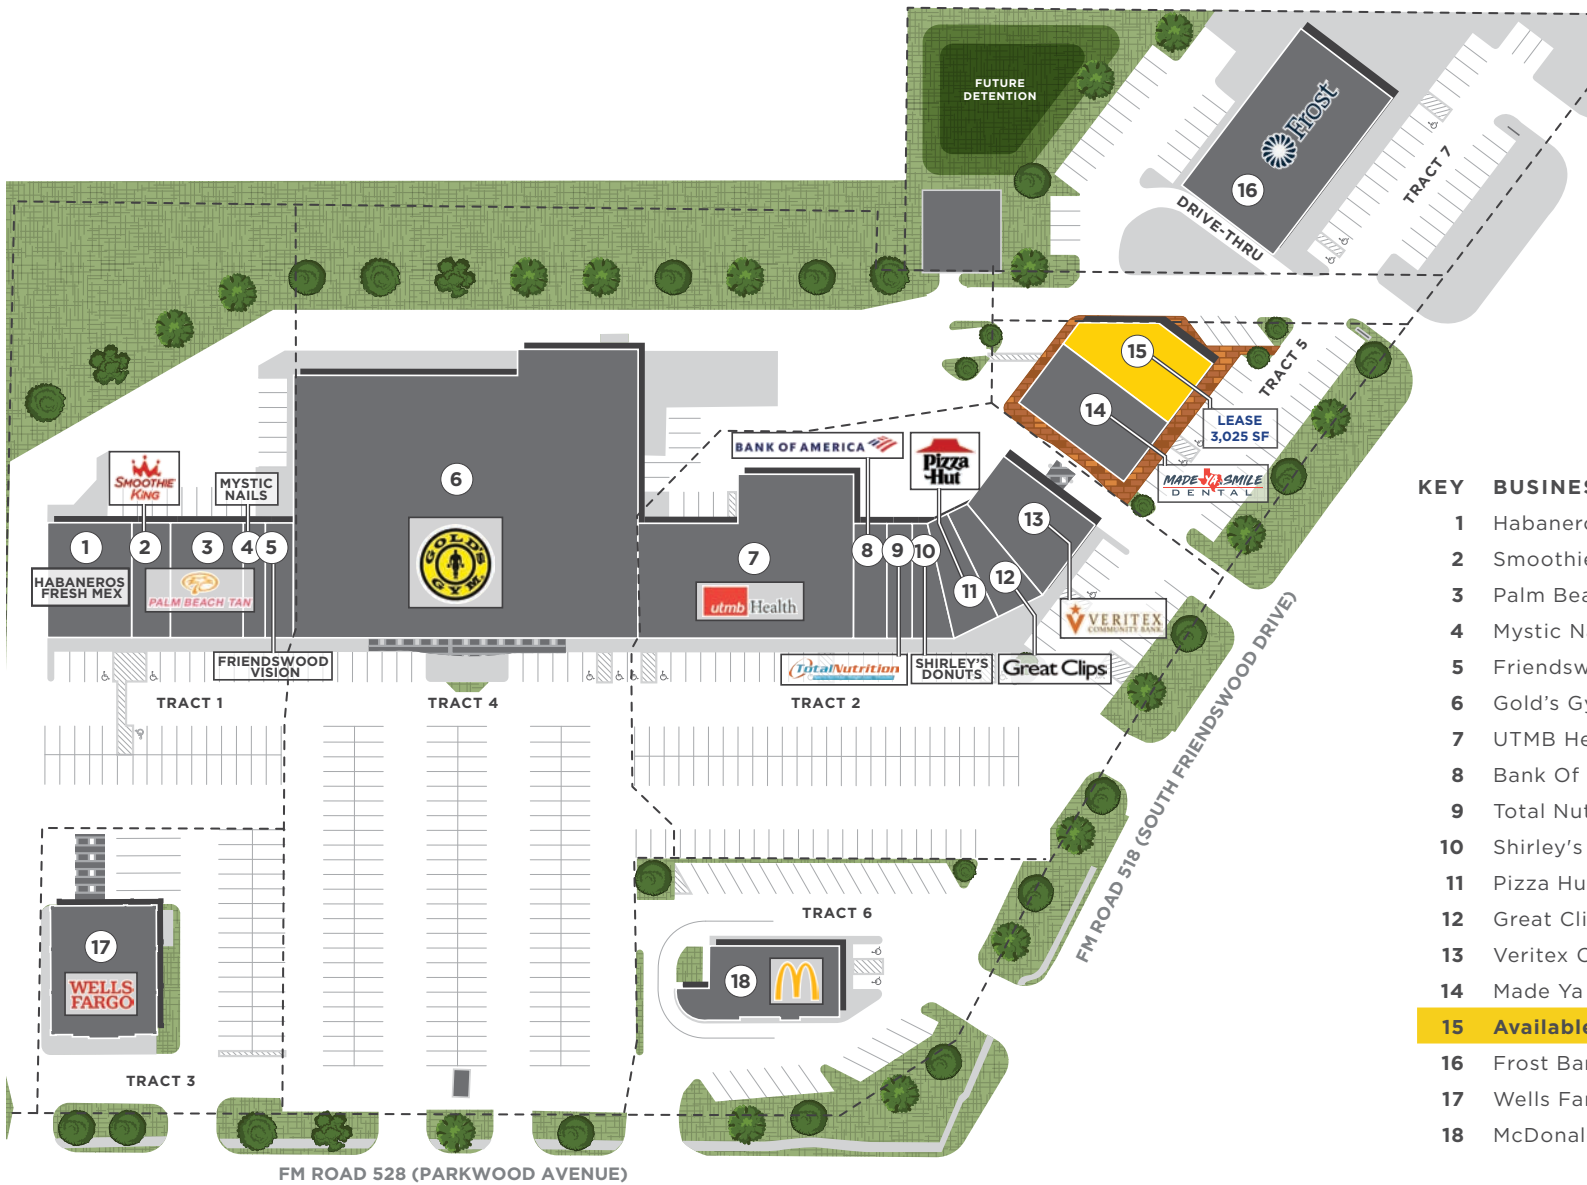 FUTURE
DETENTION
Frost
16
TRACT 7
DRIVE-THRU
15
14
TRACT 5
LEASE
3,025 SF
MADE YA SMILE
DENTAL
BANK OF AMERICA
Pizza
Hut
SMOOTHIE
KING
MYSTIC
NAILS
6
13
1
2
3
4
5
7
8
9
10
11
12
HABANEROS
FRESH MEX
PALM BEACH TAN
GOLD'S
GYM
utmb Health
VERITEX
COMMUNITY BANK
FRIENDSWOOD
VISION
TotalNutrition
SHIRLEY'S
DONUTS
Great Clips
TRACT 1
TRACT 4
TRACT 2
FM ROAD 518 (SOUTH FRIENDSWOOD DRIVE)
TRACT 6
17
WELLS
FARGO
18
TRACT 3
FM ROAD 528 (PARKWOOD AVENUE)
KEY BUSINES
1 Habanero
2 Smoothie
3 Palm Bea
4 Mystic Na
5 Friendsw
6 Gold's Gy
7 UTMB He
8 Bank Of
9 Total Nut
10 Shirley's
11 Pizza Hu
12 Great Cli
13 Veritex C
14 Made Ya
15 Available
16 Frost Ban
17 Wells Far
18 McDonal